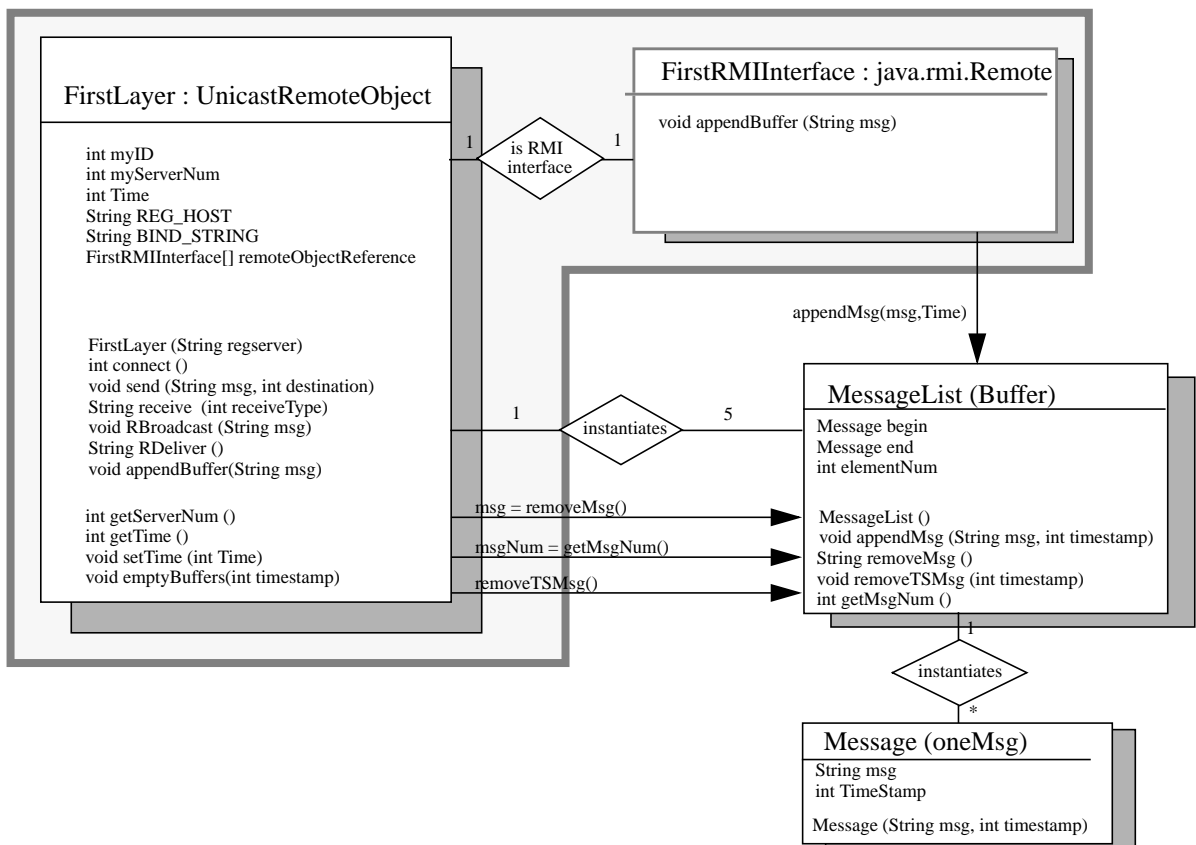 FirstLayer : UnicastRemoteObject
int myID
int myServerNum
int Time
String REG_HOST
String BIND_STRING
FirstRMIInterface[] remoteObjectReference
FirstLayer (String regserver)
int connect ()
void send (String msg, int destination)
String receive (int receiveType)
void RBroadcast (String msg)
String RDeliver ()
void appendBuffer(String msg)
int getServerNum ()
int getTime ()
void setTime (int Time)
void emptyBuffers(int timestamp)
1
is RMI
interface
1
FirstRMIInterface : java.rmi.Remote
void appendBuffer (String msg)
appendMsg(msg,Time)
1
instantiates
5
msg = removeMsg()
msgNum = getMsgNum()
removeTSMsg()
MessageList (Buffer)
Message begin
Message end
int elementNum
MessageList ()
void appendMsg (String msg, int timestamp)
String removeMsg ()
void removeTSMsg (int timestamp)
int getMsgNum ()
1
instantiates
*
Message (oneMsg)
String msg
int TimeStamp
Message (String msg, int timestamp)